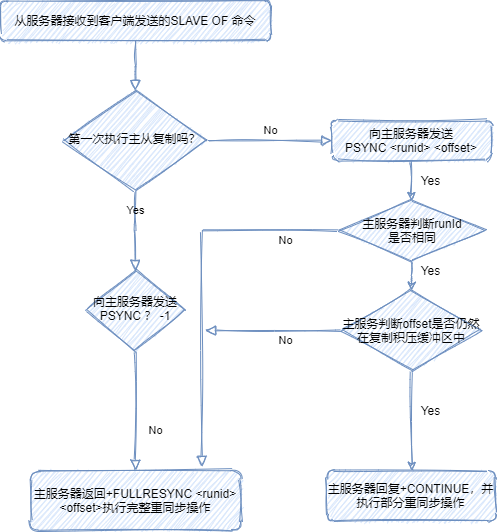 从服务器接收到客户端发送的SLAVE OF 命令
第一次执行主从复制吗？
No
向主服务器发送
PSYNC <runid> <offset>
Yes
Yes
主服务器判断runId
是否相同
No
Yes
向主服务器发送
PSYNC ？ -1
主服务判断offset是否仍然
在复制积压缓冲区中
No
Yes
No
主服务器返回+FULLRESYNC <runid>
<offset>执行完整重同步操作
主服务器回复+CONTINUE，并
执行部分重同步操作